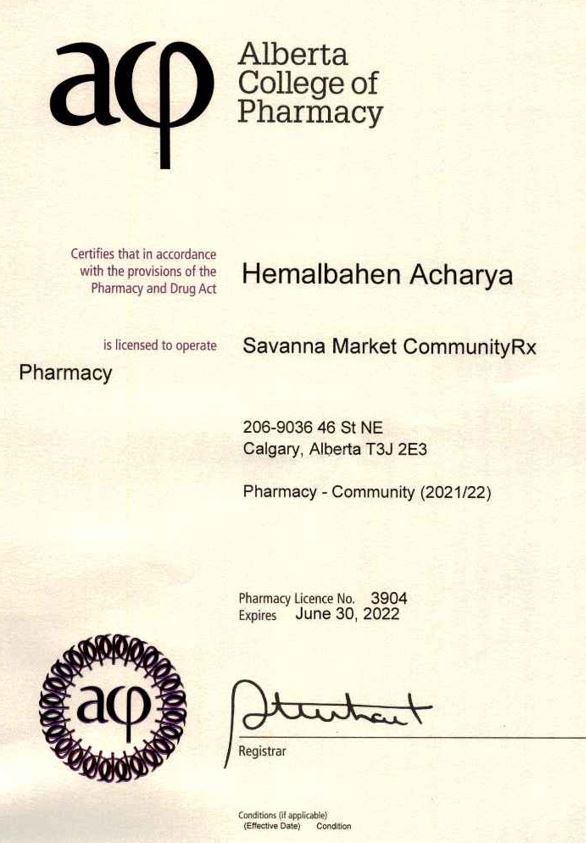 acp
Alberta
College of
Pharmacy
Certifies that in accordance
with the provisions of the
Pharmacy and Drug Act
Hemalbahen Acharya
is licensed to operate
Savanna Market CommunityRx
Pharmacy
206-9036 46 St NE
Calgary, Alberta T3J 2E3
Pharmacy - Community (2021/22)
Pharmacy Licence No. 3904
Expires June 30, 2022
acp
Registrar
Conditions (if applicable)
(Effective Date) Condition